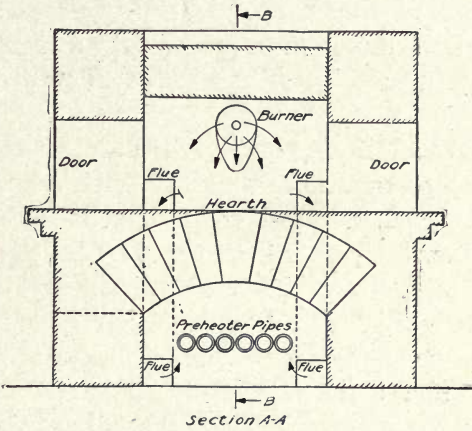 B
Burner
Door
Door
Flue
Flue
Hearth
Preheater Pipes
Flue
Flue
B
Section A-A